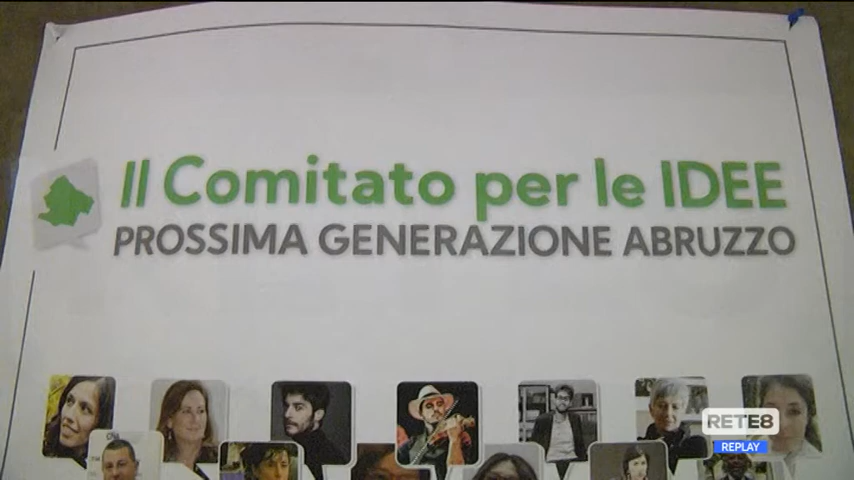 Il Comitato per le IDEE
PROSSIMA GENERAZIONE ABRUZZO
RETE8
REPLAY